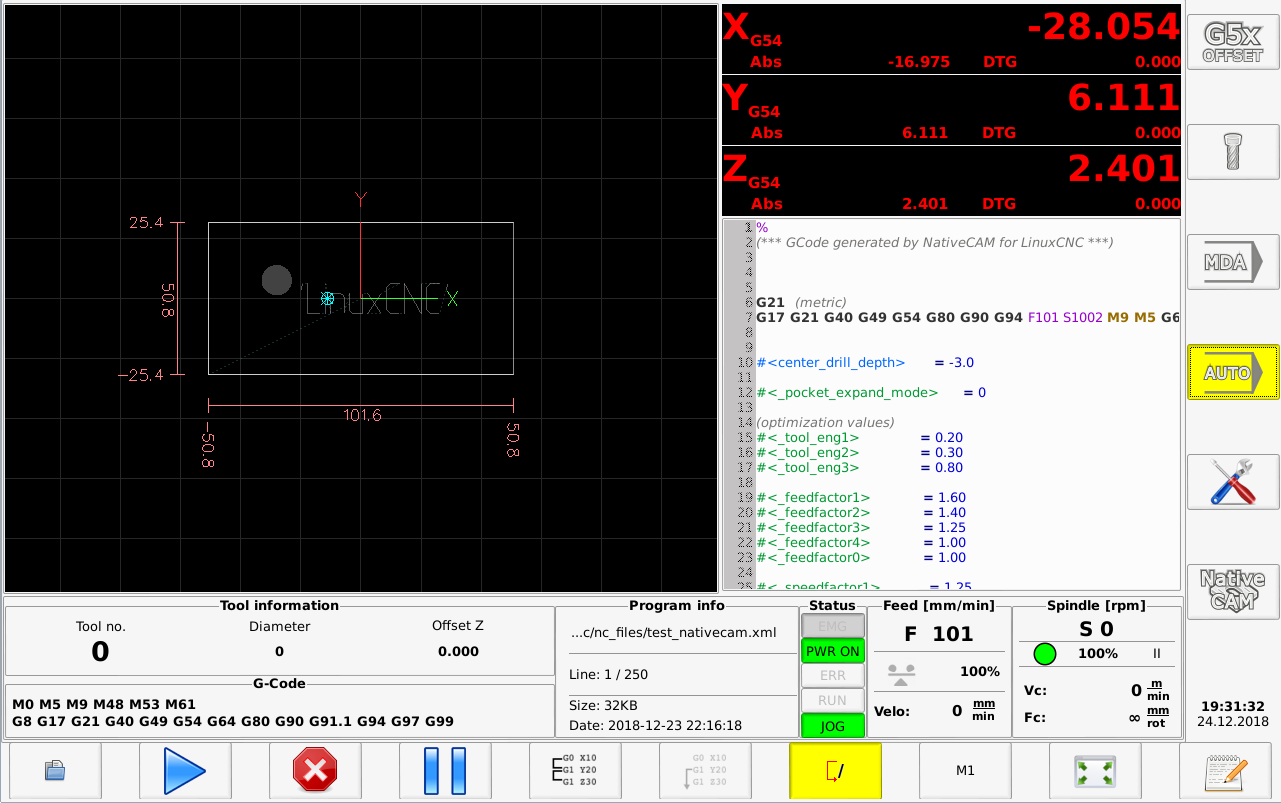 25.4
50.8
-25.4
101.6
-50.8
50.8
Y
X
LinuxCNC
X G54 -28.054
Abs -16.975 DTG 0.000
Y G54 6.111
Abs 6.111 DTG 0.000
Z G54 2.401
Abs 2.401 DTG 0.000
1 %
2 (*** GCode generated by NativeCAM for LinuxCNC ***)
3
4
5
6 G21 (metric)
7 G17 G21 G40 G49 G54 G80 G90 G94 F101 S1002 M9 M5 G6
8
9
10 #<center_drill_depth> = -3.0
11
12 #<_pocket_expand_mode> = 0
13
14 (optimization values)
15 #<_tool_eng1> = 0.20
16 #<_tool_eng2> = 0.30
17 #<_tool_eng3> = 0.80
18
19 #<_feedfactor1> = 1.60
20 #<_feedfactor2> = 1.40
21 #<_feedfactor3> = 1.25
22 #<_feedfactor4> = 1.00
23 #<_feedfactor0> = 1.00
24
25 #<_speedfactor1> = 1.25
G5x
OFFSET
MDA
AUTO
Native
CAM
Tool information
Tool no. Diameter Offset Z
0 0 0.000
G-Code
M0 M5 M9 M48 M53 M61
G8 G17 G21 G40 G49 G54 G64 G80 G90 G91.1 G94 G97 G99
Program info
...c/nc_files/test_nativecam.xml
Line: 1 / 250
Size: 32KB
Date: 2018-12-23 22:16:18
Status
EMG
PWR ON
ERR
RUN
JOG
Feed [mm/min]
F 101
100%
Velo: 0 mm
min
Spindle [rpm]
S 0
100% II
Vc: 0 m
min
Fc: ∞ mm
rot
19:31:32
24.12.2018
G0 X10
G1 Y20
G1 Z30
G0 X10
G1 Y20
G1 Z30
M1